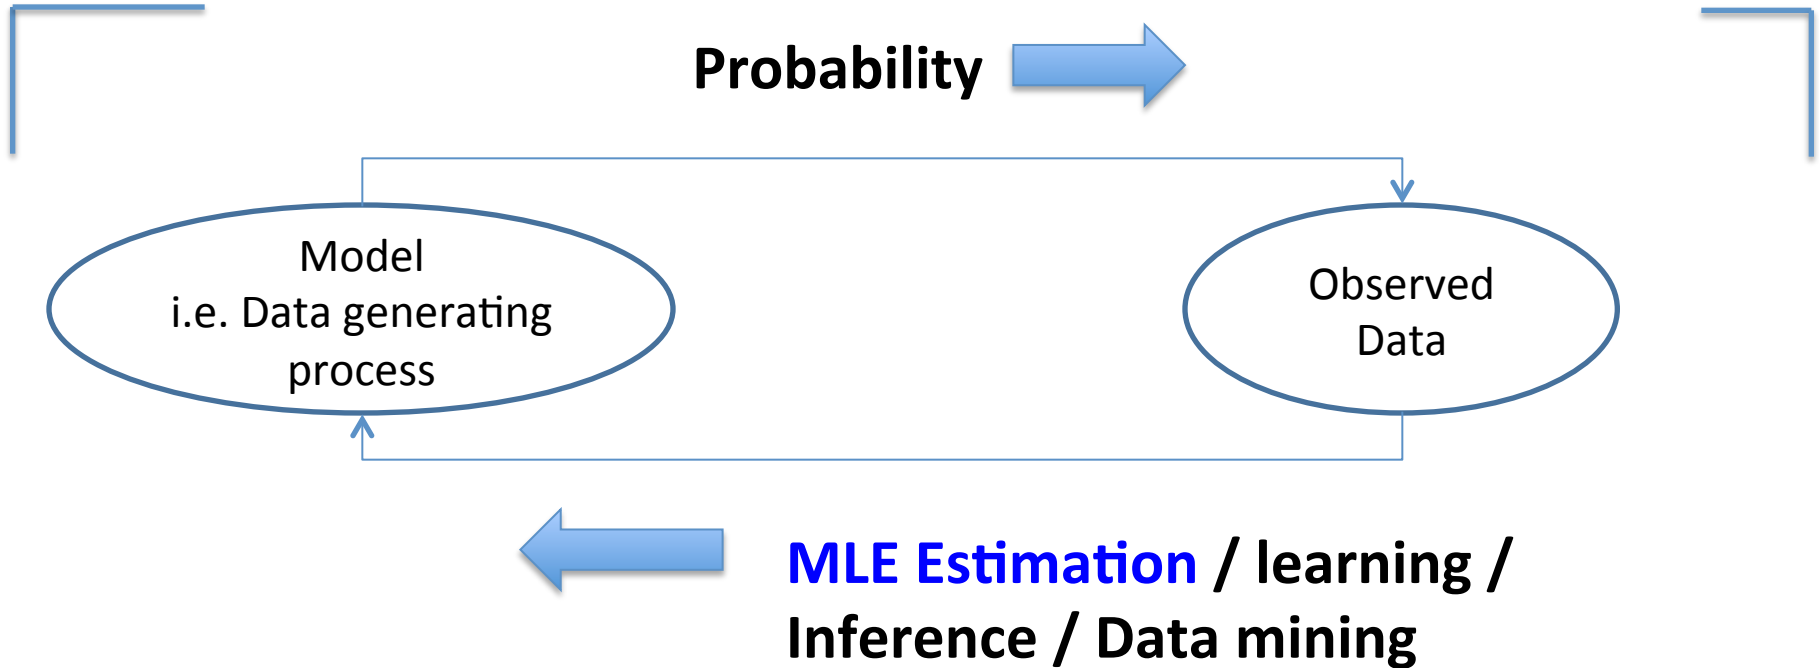 Probability
Model
i.e. Data generating
process
Observed
Data
MLE Estimation / learning /
Inference / Data mining